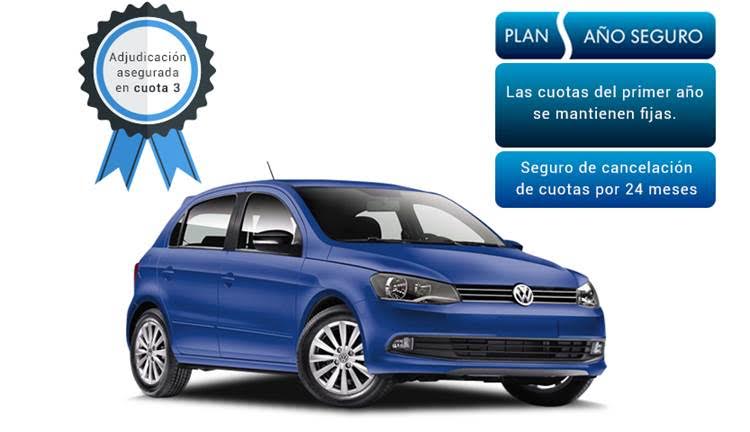 Adjudicación
asegurada
en cuota 3
PLAN AÑO SEGURO
Las cuotas del primer año
se mantienen fijas.
Seguro de cancelación
de cuotas por 24 meses